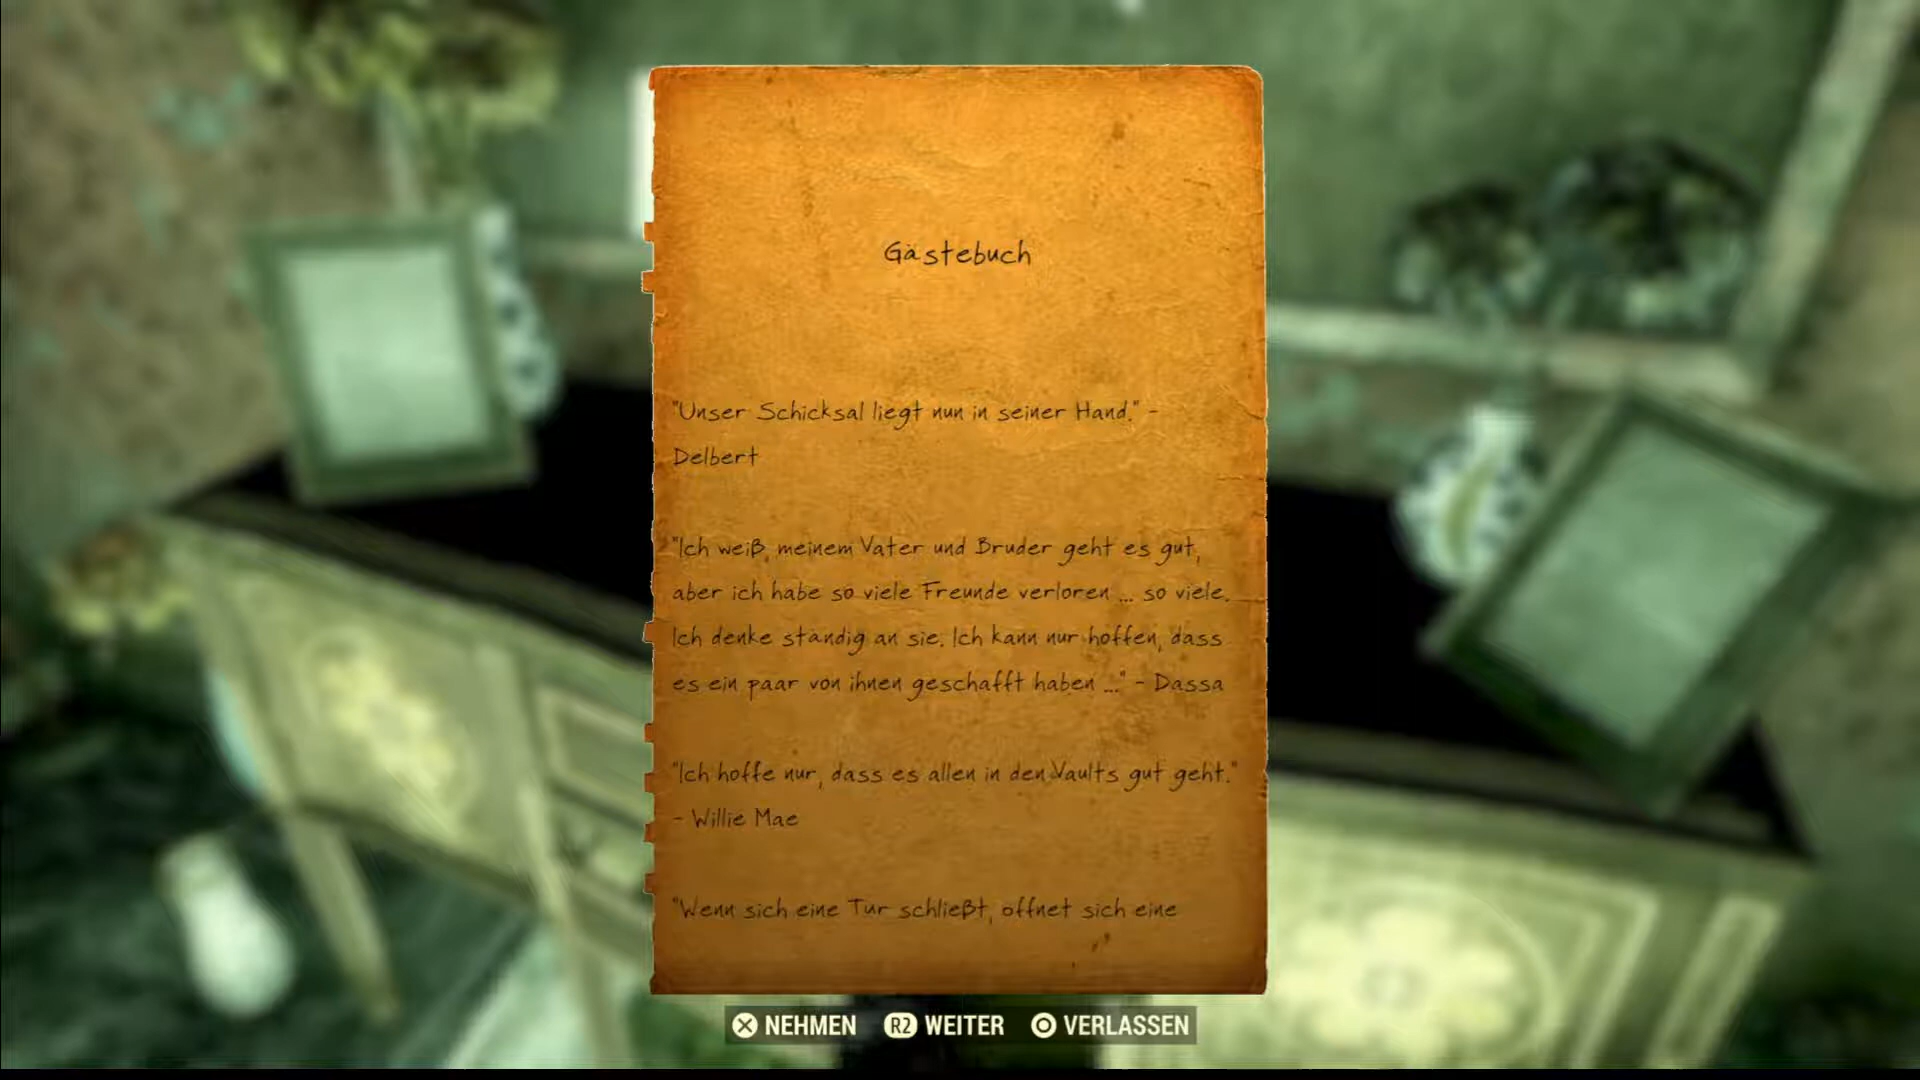 Gästebuch
"Unser Schicksal liegt nun in seiner Hand." -
Delbert
"Ich weiß, meinem Vater und Bruder geht es gut,
aber ich habe so viele Freunde verloren ... so viele.
Ich denke ständig an sie. Ich kann nur hoffen, dass
es ein paar von ihnen geschafft haben ..." - Dassa
"Ich hoffe nur, dass es allen in den Vaults gut geht."
- Willie Mae
"Wenn sich eine Tür schließt, öffnet sich eine
NEHMEN R2 WEITER VERLASSEN